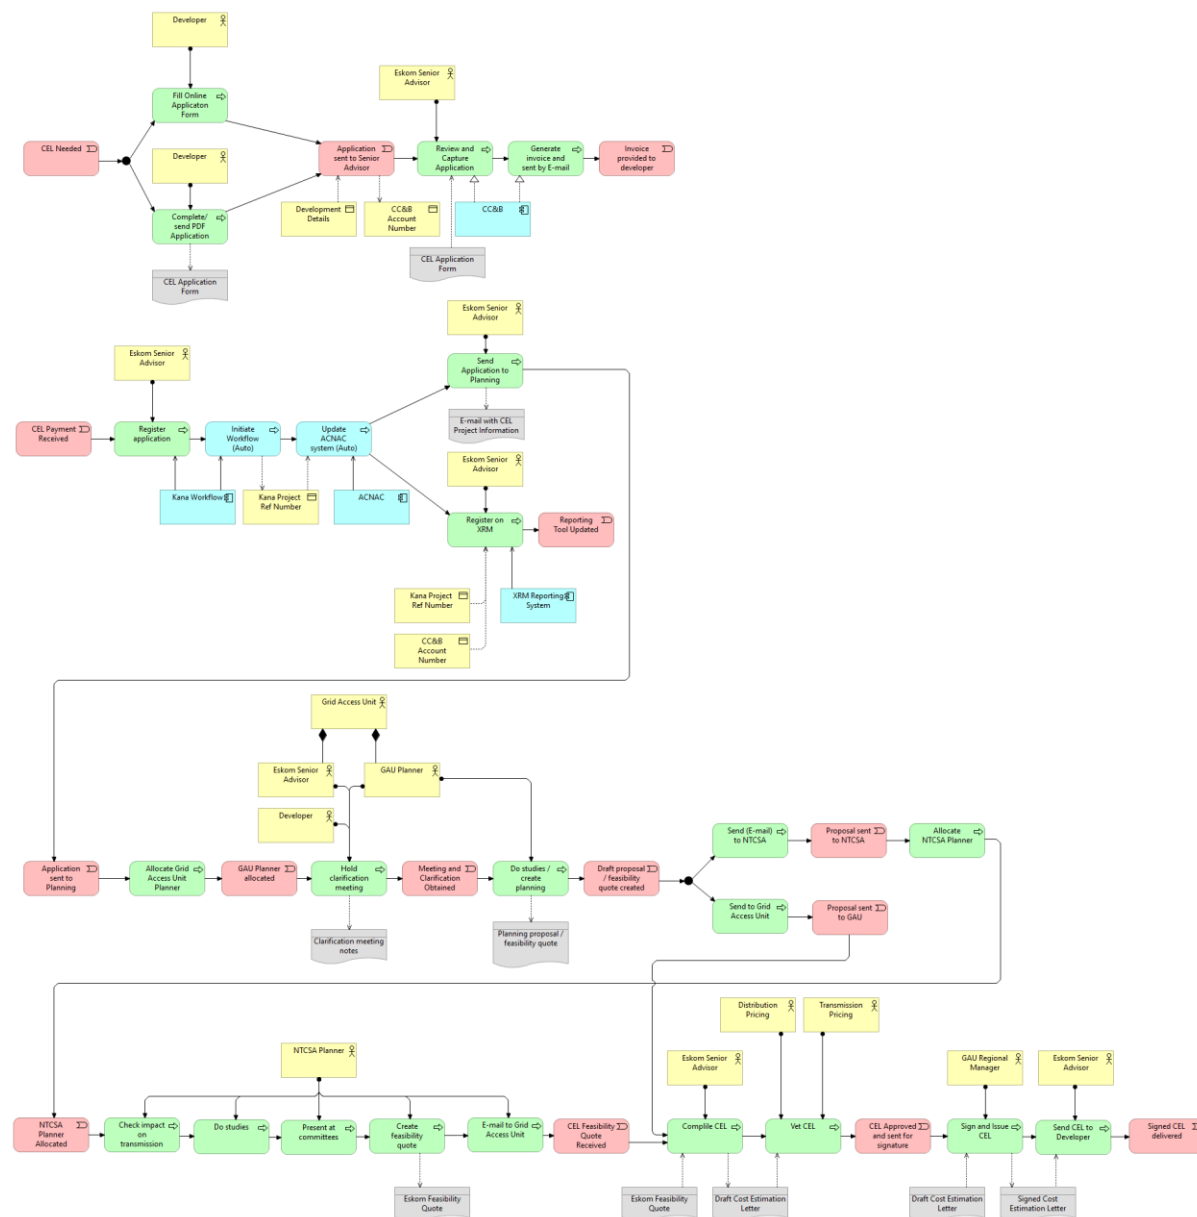 Developer
Eskom Senior
Advisor
Fill Online
Applicaton
Form
CEL Needed
Developer
Application
sent to Senior
Advisor
Review and
Capture
Application
Generate
invoice and
sent by E-mail
Invoice
provided to
developer
Complete/
send PDF
Application
Development
Details
CC&B
Account
Number
CC&B
CEL Application
Form
CEL Application
Form
Eskom Senior
Advisor
Eskom Senior
Advisor
Send
Application to
Planning
CEL Payment
Received
Register
application
Initiate
Workflow
(Auto)
Update
ACNAC
system (Auto)
E-mail with CEL
Project Information
Eskom Senior
Advisor
Kana Workflow
Kana Project
Ref Number
ACNAC
Register on
XRM
Reporting
Tool Updated
Kana Project
Ref Number
XRM Reporting
System
CC&B
Account
Number
Grid Access Unit
Eskom Senior
Advisor
GAU Planner
Developer
Send (E-mail)
to NTCSA
Proposal sent
to NTCSA
Allocate
NTCSA Planner
Application
sent to
Planning
Allocate Grid
Access Unit
Planner
GAU Planner
allocated
Hold
clarification
meeting
Meeting and
Clarification
Obtained
Do studies /
create
planning
Draft proposal
/ feasibility
quote created
Send to Grid
Access Unit
Proposal sent
to GAU
Clarification meeting
notes
Planning proposal /
feasibility quote
Distribution
Pricing
Transmission
Pricing
NTCSA Planner
Eskom Senior
Advisor
GAU Regional
Manager
Eskom Senior
Advisor
NTCSA
Planner
Allocated
Check impact
on
transmission
Do studies
Present at
committees
Create
feasibility
quote
E-mail to Grid
Access Unit
CEL Feasibility
Quote
Received
Complile CEL
Vet CEL
CEL Approved
and sent for
signature
Sign and Issue
CEL
Send CEL to
Developer
Signed CEL
delivered
Eskom Feasibility
Quote
Eskom Feasibility
Quote
Draft Cost Estimation
Letter
Draft Cost Estimation
Letter
Signed Cost
Estimation Letter